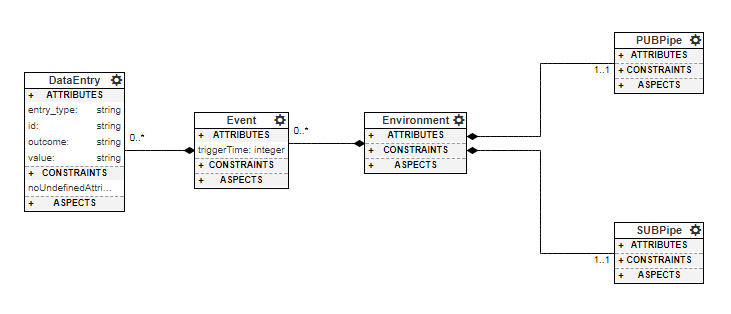 DataEntry
+ ATTRIBUTES
entry_type: string
id: string
outcome: string
value: string
+ CONSTRAINTS
noUndefinedAttri...
+ ASPECTS
0..*
Event
+ ATTRIBUTES
triggerTime: integer
+ CONSTRAINTS
+ ASPECTS
0..*
Environment
+ ATTRIBUTES
+ CONSTRAINTS
+ ASPECTS
PUBPipe
+ ATTRIBUTES
+ CONSTRAINTS
+ ASPECTS
1..1
SUBPipe
+ ATTRIBUTES
+ CONSTRAINTS
+ ASPECTS
1..1